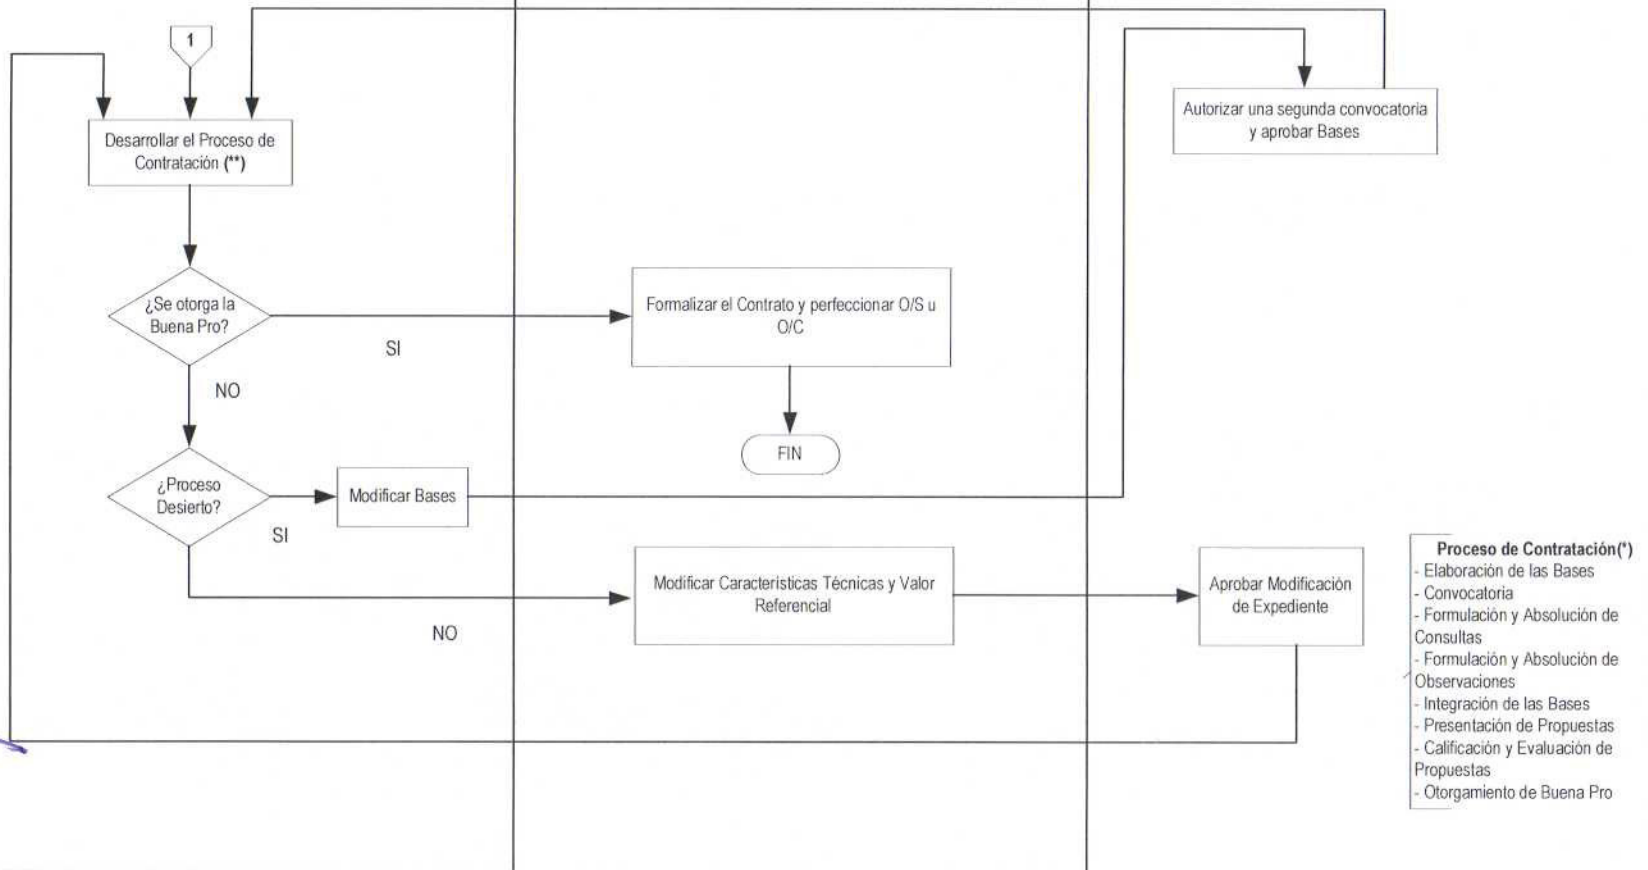 1
Autorizar una segunda convocatoria
y aprobar Bases
Desarrollar el Proceso de
Contratación (**)
¿Se otorga la
Buena Pro?
SI
NO
Formalizar el Contrato y perfeccionar O/S u
O/C
FIN
¿Proceso
Desierto?
SI
Modificar Bases
NO
Modificar Características Técnicas y Valor
Referencial
Aprobar Modificación
de Expediente
Proceso de Contratación(*)
- Elaboración de las Bases
- Convocatoria
- Formulación y Absolución de
Consultas
- Formulación y Absolución de
Observaciones
- Integración de las Bases
- Presentación de Propuestas
- Calificación y Evaluación de
Propuestas
- Otorgamiento de Buena Pro